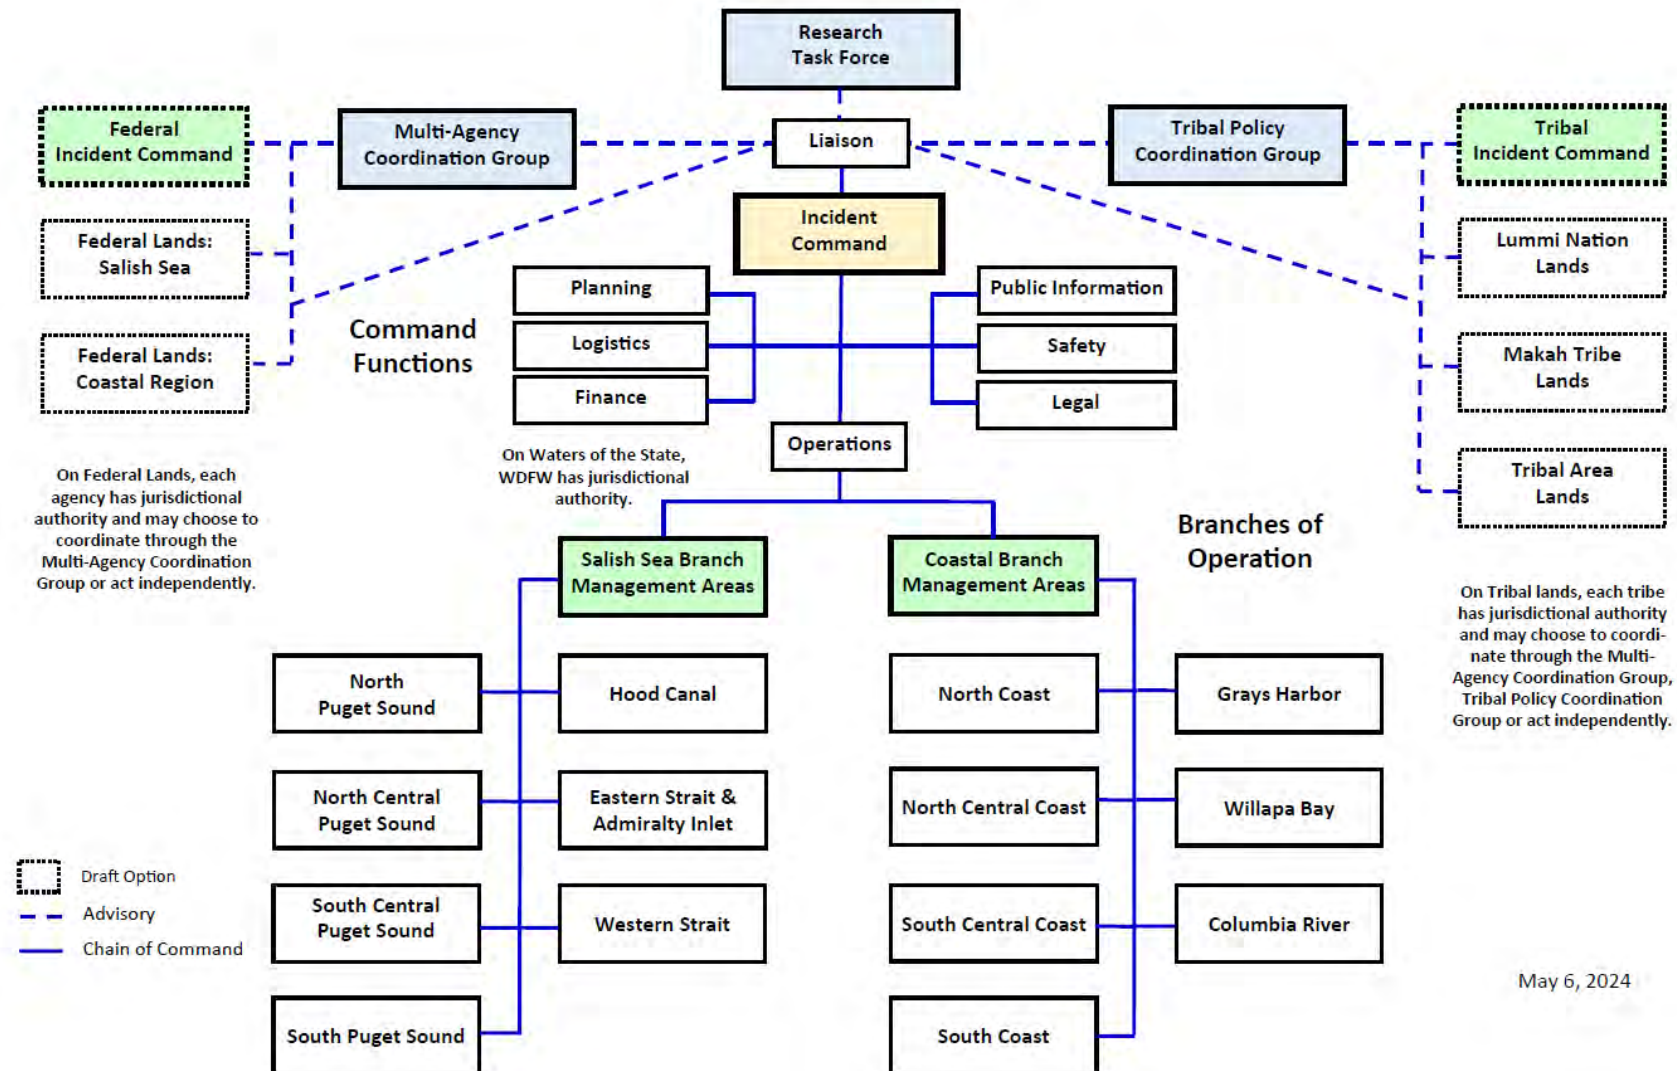 Research
Task Force
Federal
Incident Command
Multi-Agency
Coordination Group
Liaison
Tribal Policy
Coordination Group
Tribal
Incident Command
Incident
Command
Federal Lands:
Salish Sea
Lummi Nation
Lands
Command
Functions
Planning
Logistics
Finance
Public Information
Safety
Legal
Federal Lands:
Coastal Region
Makah Tribe
Lands
Operations
Tribal Area
Lands
On Federal Lands, each
agency has jurisdictional
authority and may choose to
coordinate through the
Multi-Agency Coordination
Group or act independently.
On Waters of the State,
WDFW has jurisdictional
authority.
Branches of
Operation
Salish Sea Branch
Management Areas
Coastal Branch
Management Areas
On Tribal lands, each tribe
has jurisdictional authority
and may choose to coordi-
nate through the Multi-
Agency Coordination Group,
Tribal Policy Coordination
Group or act independently.
North
Puget Sound
Hood Canal
North Coast
Grays Harbor
North Central
Puget Sound
Eastern Strait &
Admiralty Inlet
North Central Coast
Willapa Bay
South Central
Puget Sound
Western Strait
South Central Coast
Columbia River
South Puget Sound
South Coast
Draft Option
Advisory
Chain of Command
May 6, 2024